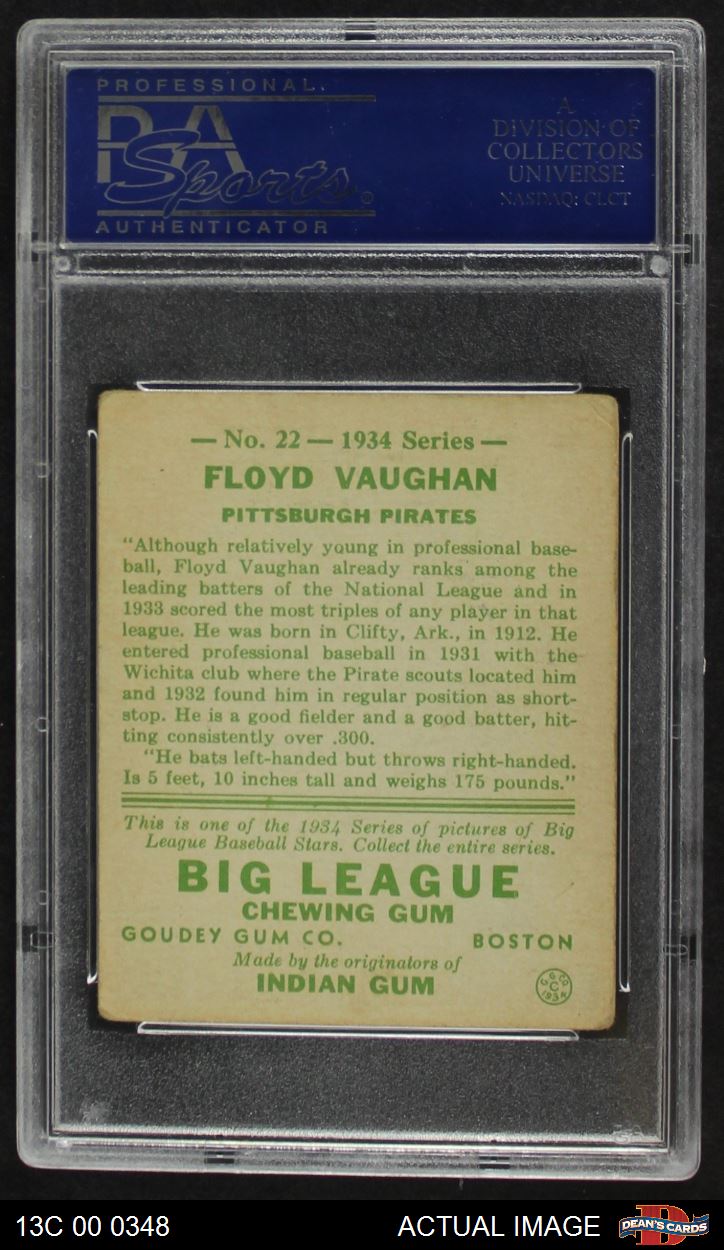 PROFESSIONAL
PSA
Sports®
AUTHENTICATOR
A
DIVISION OF
COLLECTORS
UNIVERSE
NASDAQ: CLCT
— No. 22 — 1934 Series —
FLOYD VAUGHAN
PITTSBURGH PIRATES
"Although relatively young in professional base-
ball, Floyd Vaughan already ranks among the
leading batters of the National League and in
1933 scored the most triples of any player in that
league. He was born in Clifty, Ark., in 1912. He
entered professional baseball in 1931 with the
Wichita club where the Pirate scouts located him
and 1932 found him in regular position as short-
stop. He is a good fielder and a good batter, hit-
ting consistently over .300.
"He bats left-handed but throws right-handed.
Is 5 feet, 10 inches tall and weighs 175 pounds."
This is one of the 1934 Series of pictures of Big
League Baseball Stars. Collect the entire series.
BIG LEAGUE
CHEWING GUM
GOUDEY GUM CO. BOSTON
Made by the originators of
INDIAN GUM
G. G. Co.
C
1934
13C 00 0348
ACTUAL IMAGE
DEAN'S CARDS